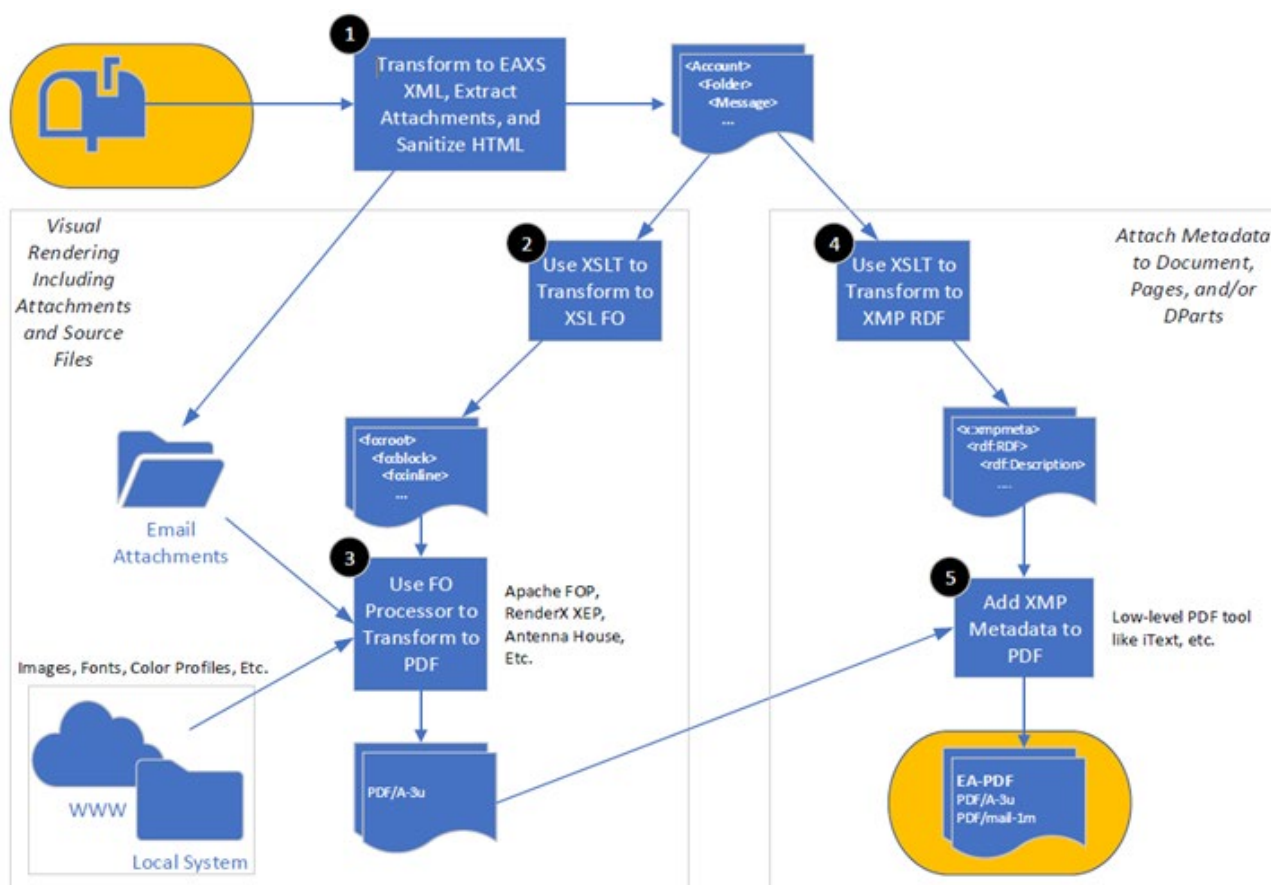 1
Transform to EAXS
XML, Extract
Attachments, and
Sanitize HTML
<Account>
<Folder>
<Message>
...
Visual
Rendering
Including
Attachments
and Source
Files
2
Use XSLT to
Transform to
XSL FO
4
Use XSLT to
Transform to
XMP RDF
Attach Metadata
to Document,
Pages, and/or
DParts
<fo:root>
<fo:block>
<fo:inline>
...
<x:xmpmeta>
<rdf:RDF>
<rdf:Description>
....
Email
Attachments
3
Use FO
Processor to
Transform to
PDF
Apache FOP,
RenderX XEP,
Antenna House,
Etc.
5
Add XMP
Metadata to
PDF
Low-level PDF tool
like iText, etc.
Images, Fonts, Color Profiles, Etc.
WWW
Local System
PDF/A-3u
EA-PDF
PDF/A-3u
PDF/mail-1m